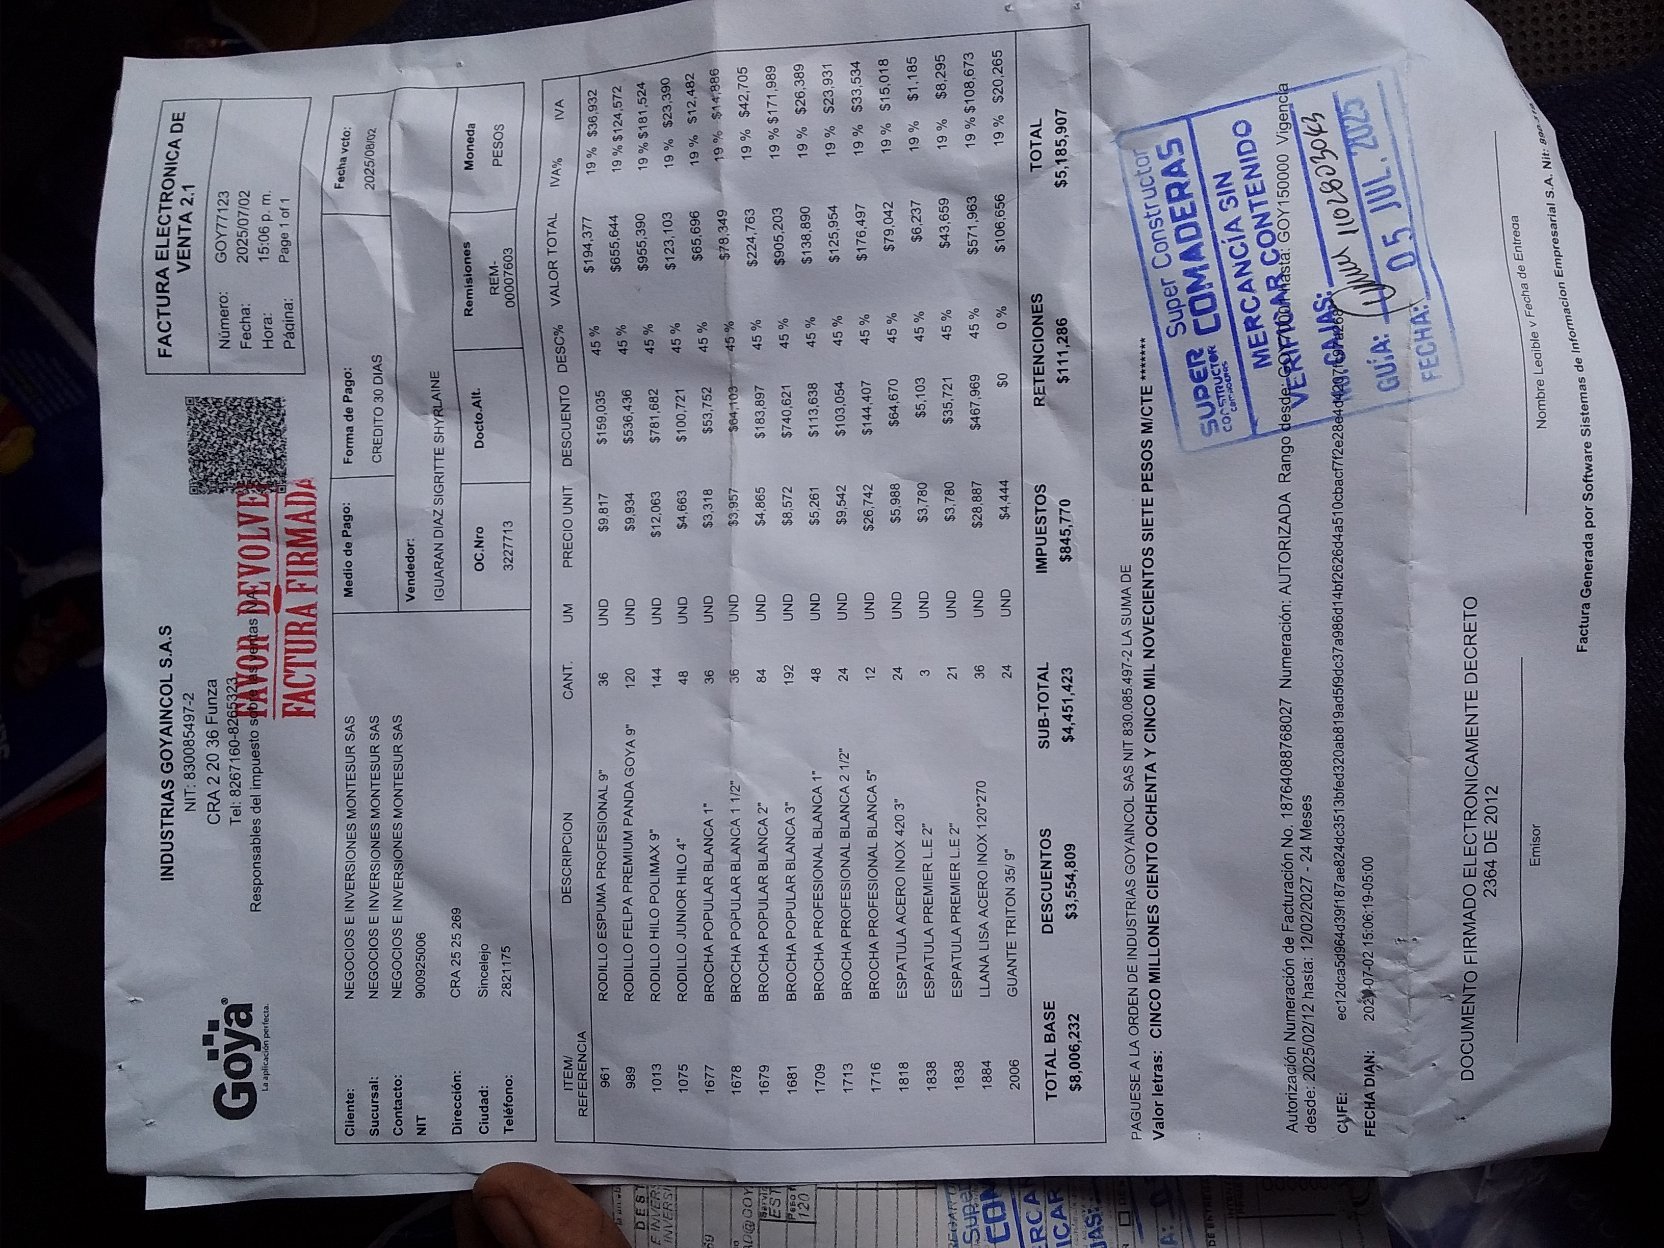 Goya
La aplicación perfecta.
INDUSTRIAS GOYAINCOL S.A.S
NIT: 830085497-2
CRA 2 20 36 Funza
Tel: 8267160-8265323
Responsables del impuesto sobre las ventas
FAVOR DEVOLVER
FACTURA FIRMADA
FACTURA ELECTRONICA DE
VENTA 2.1
Número: GOY77123
Fecha: 2025/07/02
Hora: 15:06 p. m.
Página: Page 1 of 1
Cliente: NEGOCIOS E INVERSIONES MONTESUR SAS
Sucursal: NEGOCIOS E INVERSIONES MONTESUR SAS
Contacto: NEGOCIOS E INVERSIONES MONTESUR SAS
NIT 900925006
Dirección: CRA 25 25 269
Ciudad: Sincelejo
Teléfono: 2821175
Medio de Pago: Forma de Pago: Fecha vcto:
CREDITO 30 DIAS 2025/08/02
Vendedor:
IGUARAN DIAZ SIGRITTE SHYRLAINE
OC.Nro Docto.Alt. Remisiones Moneda
3227713 REM-00007603 PESOS
ITEM/REFERENCIA DESCRIPCION CANT. UM PRECIO UNIT DESCUENTO DESC% VALOR TOTAL IVA% IVA
961 RODILLO ESPUMA PROFESIONAL 9" 36 UND $9,817 $159,035 45 % $194,377 19 % $36,932
989 RODILLO FELPA PREMIUM PANDA GOYA 9" 120 UND $9,934 $536,436 45 % $655,644 19 % $124,572
1013 RODILLO HILO POLIMAX 9" 144 UND $12,063 $781,682 45 % $955,390 19 % $181,524
1075 RODILLO JUNIOR HILO 4" 48 UND $4,663 $100,721 45 % $123,103 19 % $23,390
1677 BROCHA POPULAR BLANCA 1" 36 UND $3,318 $53,752 45 % $65,696 19 % $12,482
1678 BROCHA POPULAR BLANCA 1 1/2" 36 UND $3,957 $64,103 45 % $78,349 19 % $14,886
1679 BROCHA POPULAR BLANCA 2" 84 UND $4,865 $183,897 45 % $224,763 19 % $42,705
1681 BROCHA POPULAR BLANCA 3" 192 UND $8,572 $740,621 45 % $905,203 19 % $171,989
1709 BROCHA PROFESIONAL BLANCA 1" 48 UND $5,261 $113,638 45 % $138,890 19 % $26,389
1713 BROCHA PROFESIONAL BLANCA 2 1/2" 24 UND $9,542 $103,054 45 % $125,954 19 % $23,931
1716 BROCHA PROFESIONAL BLANCA 5" 12 UND $26,742 $144,407 45 % $176,497 19 % $33,534
1818 ESPATULA ACERO INOX 420 3" 24 UND $5,988 $64,670 45 % $79,042 19 % $15,018
1838 ESPATULA PREMIER L.E 2" 3 UND $3,780 $5,103 45 % $6,237 19 % $1,185
1838 ESPATULA PREMIER L.E 2" 21 UND $3,780 $35,721 45 % $43,659 19 % $8,295
1884 LLANA LISA ACERO INOX 120*270 36 UND $28,887 $467,969 45 % $571,963 19 % $108,673
2006 GUANTE TRITON 35/ 9" 24 UND $4,444 $0 0 % $106,656 19 % $20,265
TOTAL BASE DESCUENTOS SUB-TOTAL IMPUESTOS RETENCIONES TOTAL
$8,006,232 $3,554,809 $4,451,423 $845,770 $111,286 $5,185,907
PAGUESE A LA ORDEN DE INDUSTRIAS GOYAINCOL SAS NIT 830.085.497-2 LA SUMA DE
Valor letras: CINCO MILLONES CIENTO OCHENTA Y CINCO MIL NOVECIENTOS SIETE PESOS M/CTE *******
Super Constructor
SUPER COMADERAS
CONSTRUCTOR
comaderas
MERCANCÍA SIN
VERIFICAR CONTENIDO
No. CAJAS:
GUÍA: 1102803043
FECHA: 05 JUL. 2025
Autorización Numeración de Facturación No. 18764088768027 Numeración: AUTORIZADA Rango desde: hasta: GOY150000 Vigencia
desde: 2025/02/12 hasta: 12/02/2027 - 24 Meses
CUFE:
FECHA DIAN: 07-02 15:06:19-05:00
DOCUMENTO FIRMADO ELECTRONICAMENTE DECRETO
2364 DE 2012
Emisor
Nombre Legible y Fecha de Entrega
Factura Generada por Software Sistemas de Informacion Empresarial S.A. Nit:
EST
120